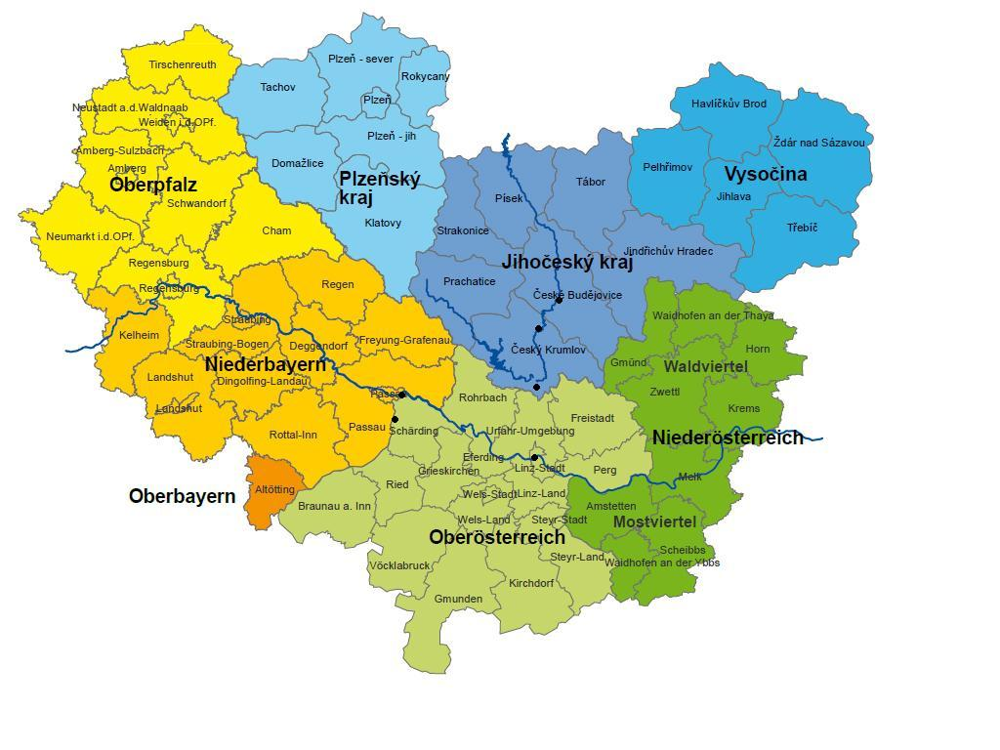 Tirschenreuth
Plzeň - sever
Rokycany
Tachov
Plzeň
Neustadt a.d.Waldnaab
Weiden i.d.OPf.
Havlíčkův Brod
Plzeň - jih
Žďár nad Sázavou
Amberg-Sulzbach
Amberg
Domažlice
Pelhřimov
Vysočina
Oberpfalz
Plzeňský
kraj
Tábor
Jihlava
Písek
Schwandorf
Klatovy
Třebíč
Neumarkt i.d.OPf.
Cham
Strakonice
Jindřichův Hradec
Jihočeský kraj
Regensburg
Regensburg
Regen
Prachatice
České Budějovice
Straubing
Waidhofen an der Thaya
Kelheim
Straubing-Bogen
Deggendorf
Freyung-Grafenau
Český Krumlov
Horn
Niederbayern
Gmünd
Waldviertel
Landshut
Dingolfing-Landau
Zwettl
Passau
Rohrbach
Landshut
Krems
Freistadt
Rottal-Inn
Passau
Schärding
Urfahr-Umgebung
Niederösterreich
Eferding
Grieskirchen
Linz-Stadt
Perg
Melk
Altötting
Oberbayern
Ried
Wels-Stadt
Linz-Land
Braunau a. Inn
Amstetten
Wels-Land
Steyr-Stadt
Mostviertel
Oberösterreich
Scheibbs
Steyr-Land
Waidhofen an der Ybbs
Vöcklabruck
Kirchdorf
Gmunden